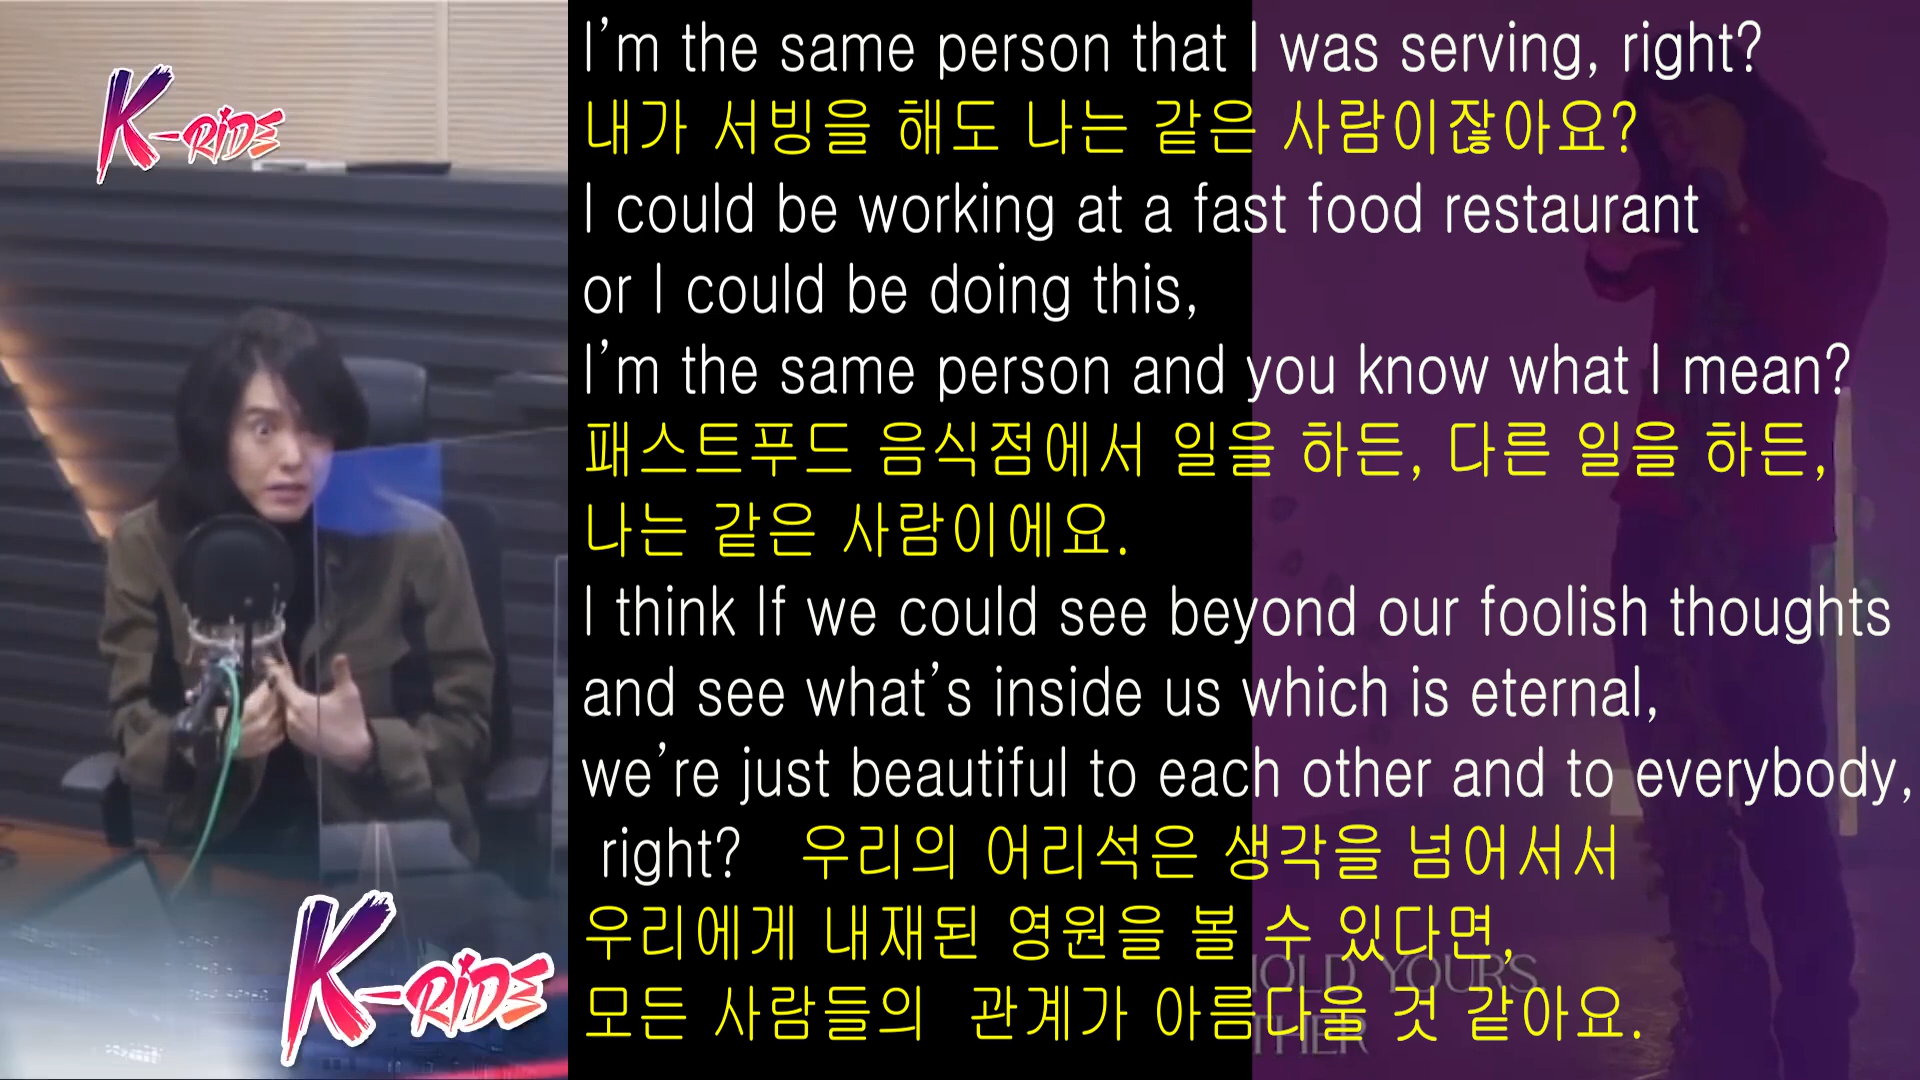 K-RIDE
I'm the same person that I was serving, right?
내가 서빙을 해도 나는 같은 사람이잖아요?
I could be working at a fast food restaurant
or I could be doing this,
I'm the same person and you know what I mean?
패스트푸드 음식점에서 일을 하든, 다른 일을 하든,
나는 같은 사람이에요.
I think If we could see beyond our foolish thoughts
and see what's inside us which is eternal,
we're just beautiful to each other and to everybody,
right? 우리의 어리석은 생각을 넘어서서
우리에게 내재된 영원을 볼 수 있다면,
모든 사람들의 관계가 아름다울 것 같아요.
K-RIDE
HOLD YOURS.